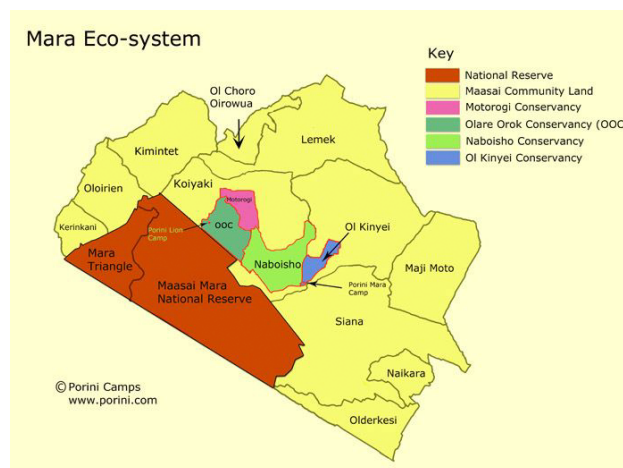 Mara Eco-system
Key
National Reserve
Maasai Community Land
Motorogi Conservancy
Olare Orok Conservancy (OOC
Naboisho Conservancy
Ol Kinyei Conservancy
Ol Choro
Oirowua
Lemek
Kimintet
Koiyaki
Oloirien
Motorogi
Kerinkani
Porini Lion
Camp
OOC
Ol Kinyei
Mara
Triangle
Naboisho
Maji Moto
Maasai Mara
National Reserve
Porini Mara
Camp
Siana
Naikara
© Porini Camps
www.porini.com
Olderkesi